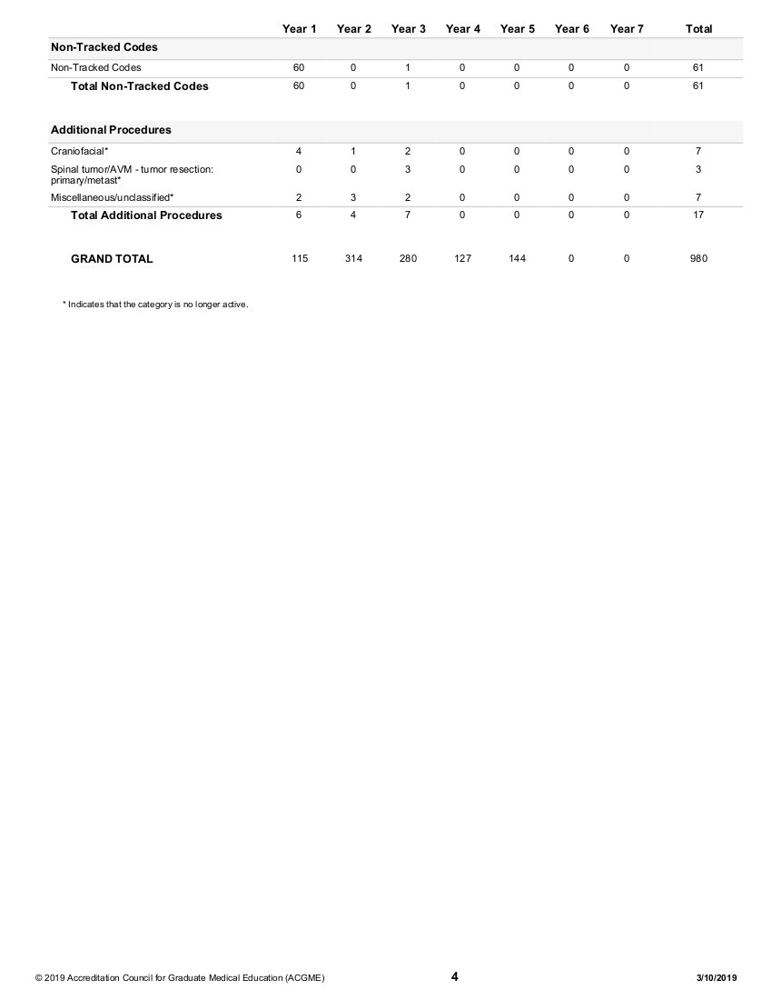 Year 1 Year 2 Year 3 Year 4 Year 5 Year 6 Year 7 Total
Non-Tracked Codes
Non-Tracked Codes 60 0 1 0 0 0 0 61
Total Non-Tracked Codes 60 0 1 0 0 0 0 61
Additional Procedures
Craniofacial* 4 1 2 0 0 0 0 7
Spinal tumor/AVM - tumor resection: 0 0 3 0 0 0 0 3
primary/metast*
Miscellaneous/unclassified* 2 3 2 0 0 0 0 7
Total Additional Procedures 6 4 7 0 0 0 0 17
GRAND TOTAL 115 314 280 127 144 0 0 980
* Indicates that the category is no longer active.
© 2019 Accreditation Council for Graduate Medical Education (ACGME) 4 3/10/2019